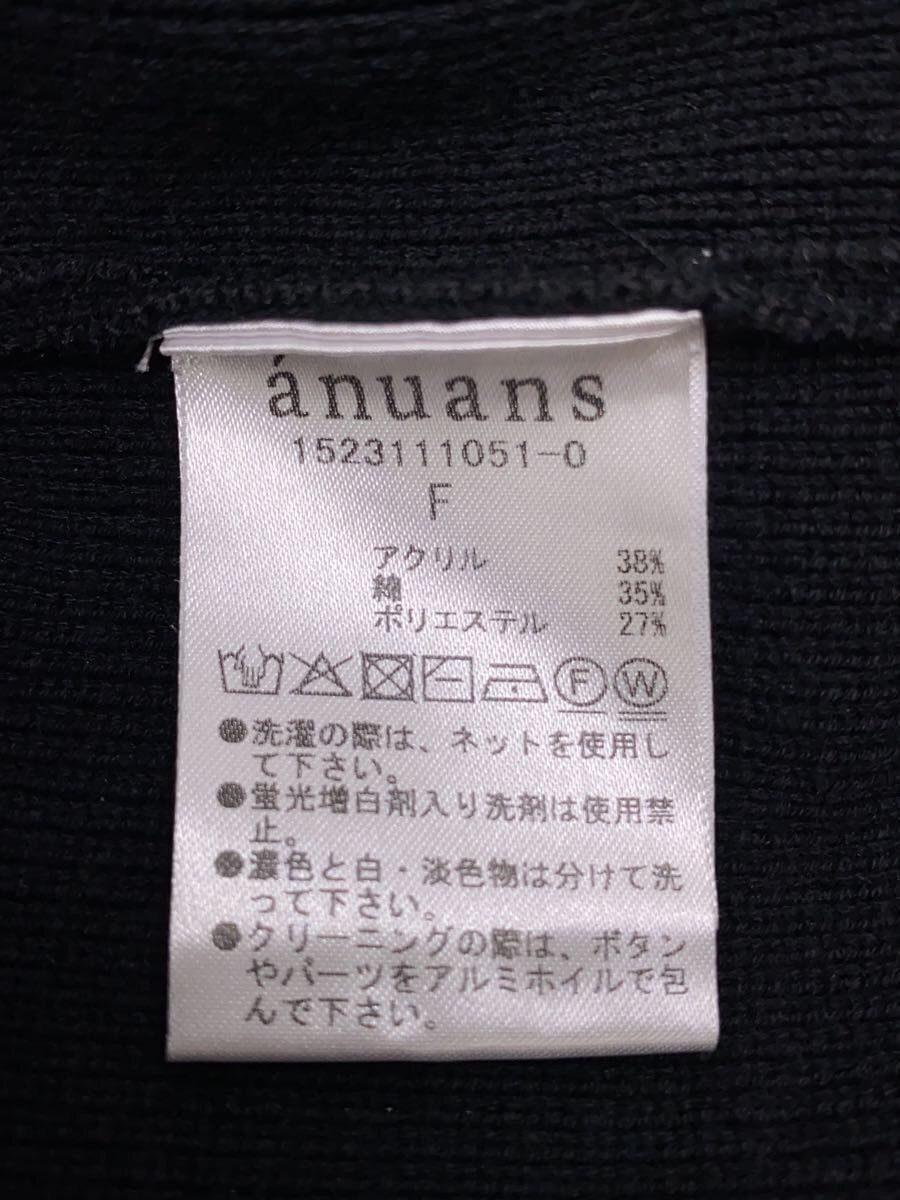 ánuans
1523111051-0
F
アクリル 38%
綿 35%
ポリエステル 27%
F W
●洗濯の際は、ネットを使用し
て下さい。
●蛍光増白剤入り洗剤は使用禁
止。
●濃色と白・淡色物は分けて洗
って下さい。
●クリーニングの際は、ボタン
やパーツをアルミホイルで包
んで下さい。